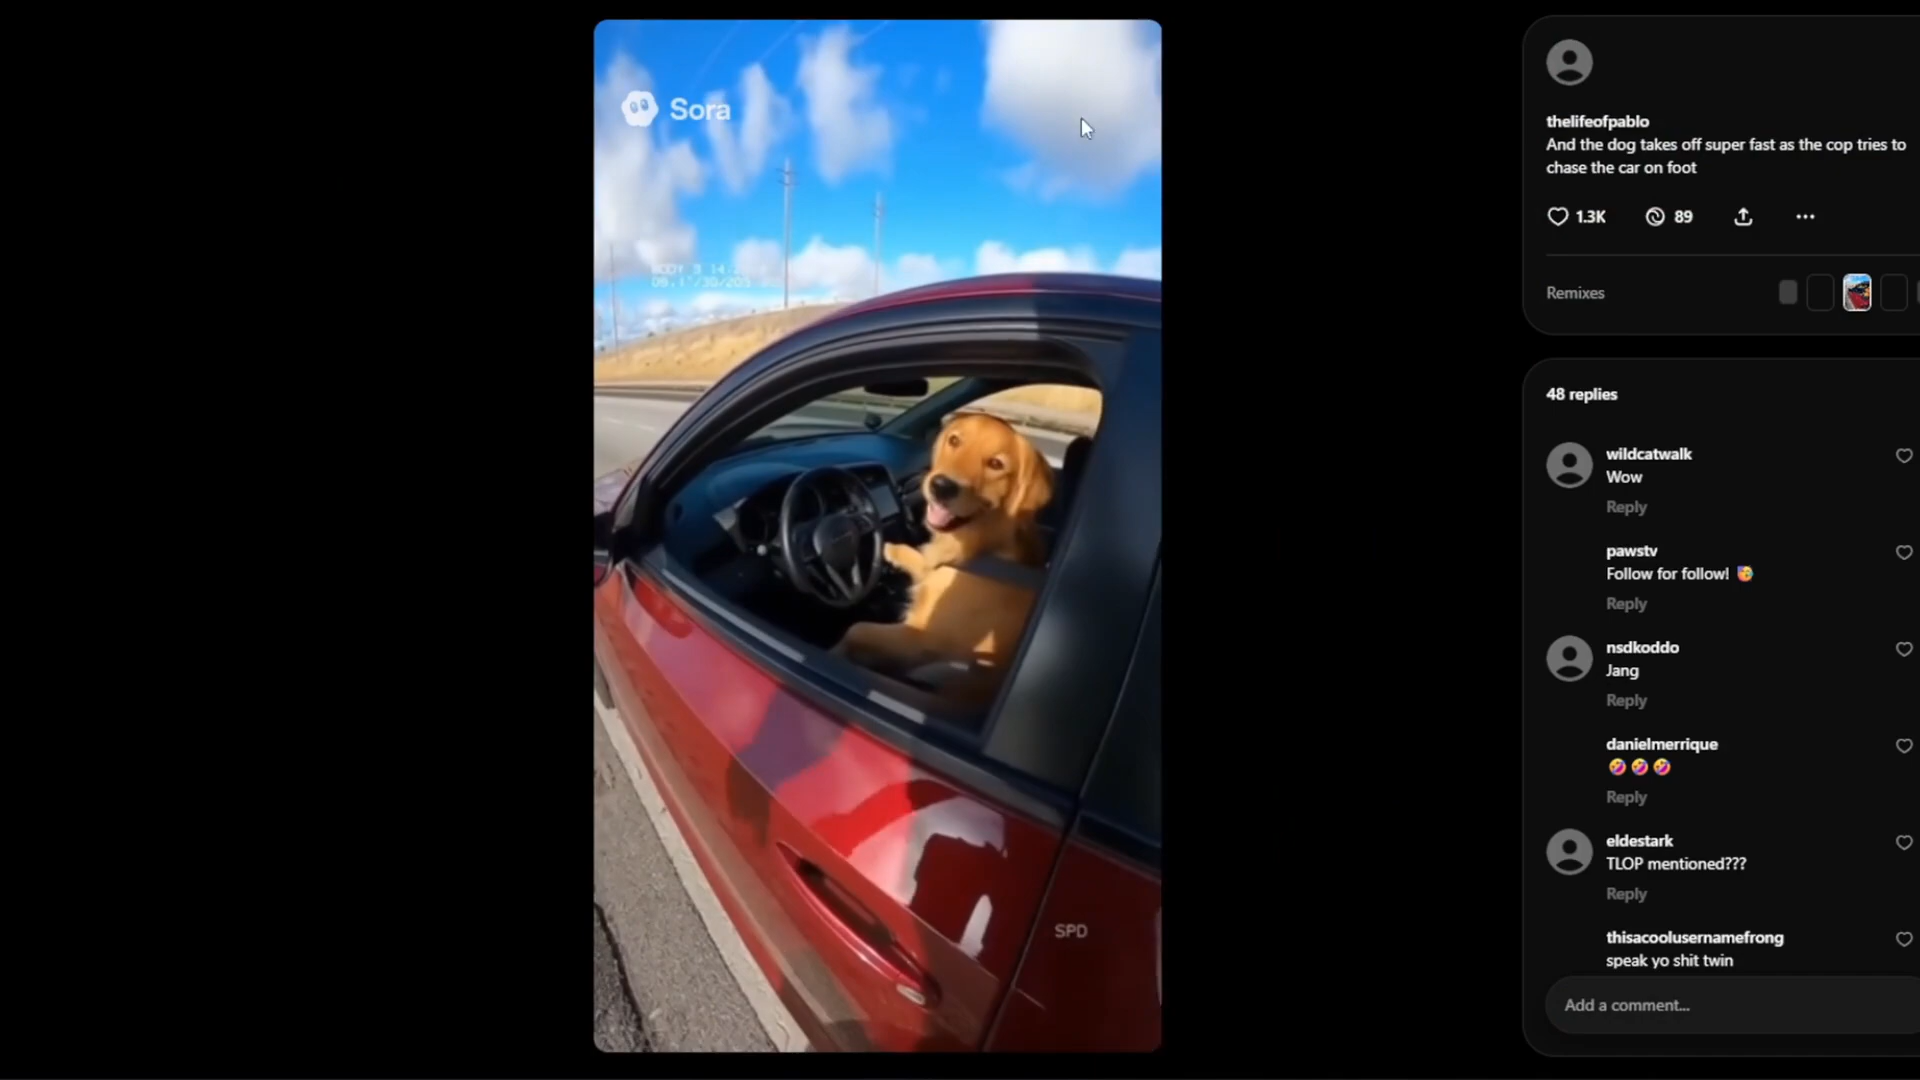 Sora
thelifeofpablo
And the dog takes off super fast as the cop tries to
chase the car on foot
1.3K
89
Remixes
48 replies
wildcatwalk
Wow
Reply
pawstv
Follow for follow!
Reply
nsdkoddo
Jang
Reply
danielmerrique
Reply
eldestark
TLOP mentioned???
Reply
thisacoolusernamefrong
speak yo shit twin
Add a comment...
SPD